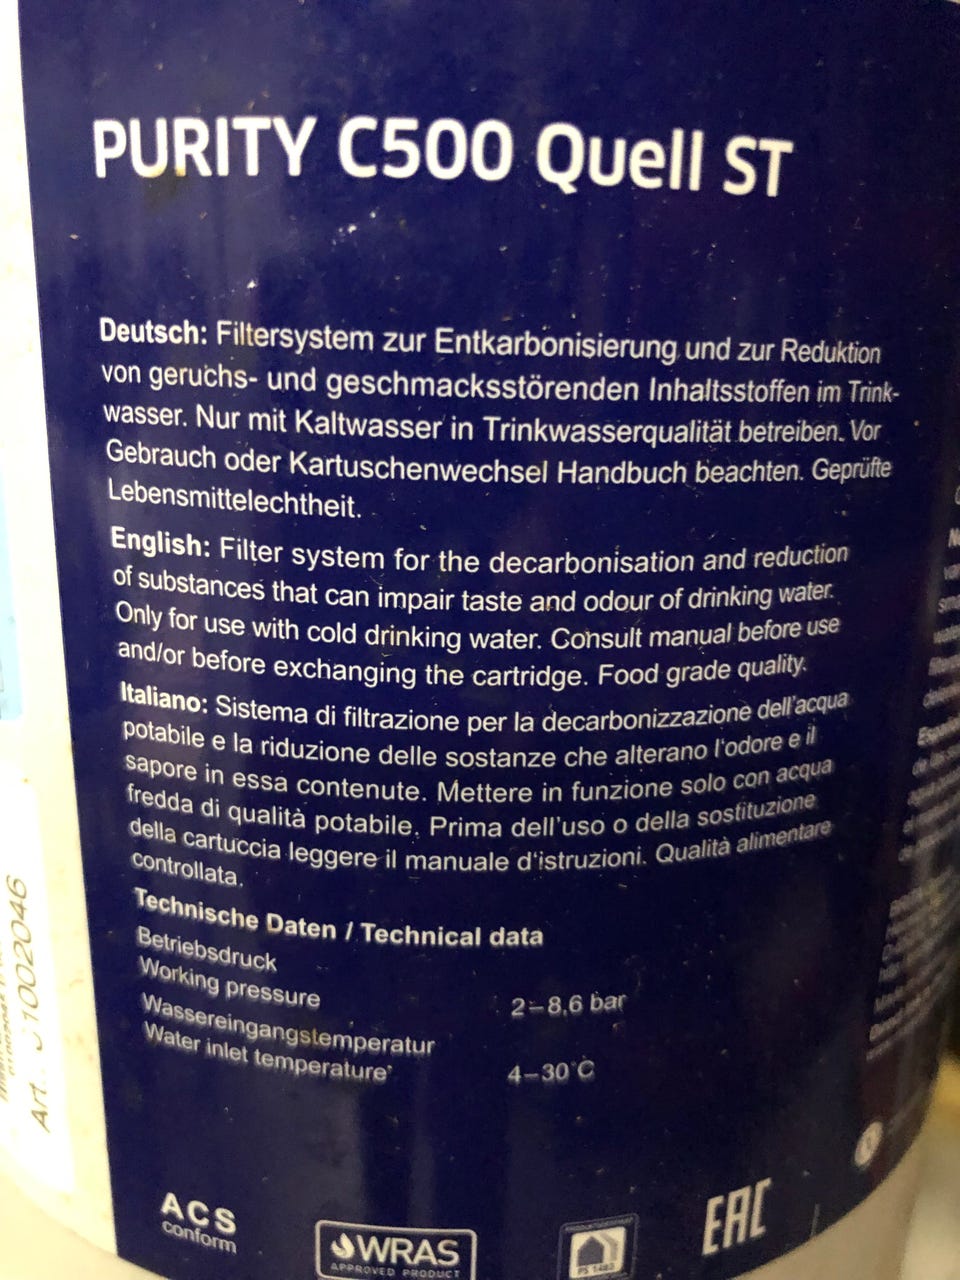 PURITY C500 Quell ST
Deutsch: Filtersystem zur Entkarbonisierung und zur Reduktion
von geruchs- und geschmacksstörenden Inhaltsstoffen im Trink-
wasser. Nur mit Kaltwasser in Trinkwasserqualität betreiben. Vor
Gebrauch oder Kartuschenwechsel Handbuch beachten. Geprüfte
Lebensmittelechtheit.
English: Filter system for the decarbonisation and reduction
of substances that can impair taste and odour of drinking water.
Only for use with cold drinking water. Consult manual before use
and/or before exchanging the cartridge. Food grade quality.
Italiano: Sistema di filtrazione per la decarbonizzazione dell'acqua
potabile e la riduzione delle sostanze che alterano l'odore e il
sapore in essa contenute. Mettere in funzione solo con acqua
fredda di qualità potabile. Prima dell'uso o della sostituzione
della cartuccia leggere il manuale d'istruzioni. Qualità alimentare
controllata.
Technische Daten / Technical data
Betriebsdruck
Working pressure 2–8,6 bar
Wassereingangstemperatur
Water inlet temperature 4–30°C
ACS
conform
WRAS
APPROVED PRODUCT
EAC
Art.
1002046